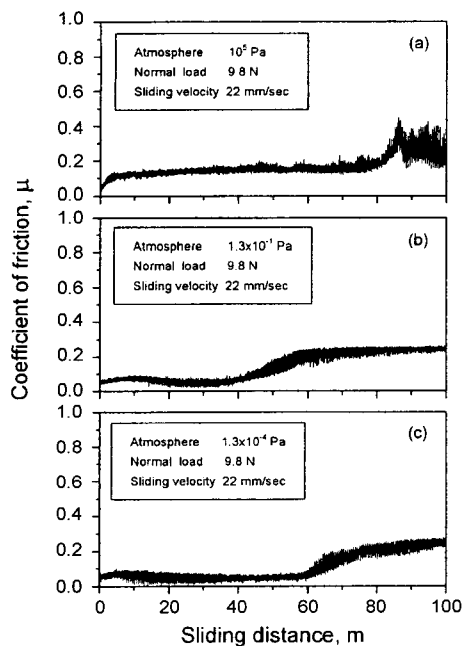 Coefficient of friction, μ
1.0
0.8
0.6
0.4
0.2
0.0
(a)
Atmosphere 10⁵ Pa
Normal load 9.8 N
Sliding velocity 22 mm/sec
1.0
0.8
0.6
0.4
0.2
0.0
(b)
Atmosphere 1.3x10⁻¹ Pa
Normal load 9.8 N
Sliding velocity 22 mm/sec
1.0
0.8
0.6
0.4
0.2
0.0
(c)
Atmosphere 1.3x10⁻⁴ Pa
Normal load 9.8 N
Sliding velocity 22 mm/sec
0 20 40 60 80 100
Sliding distance, m